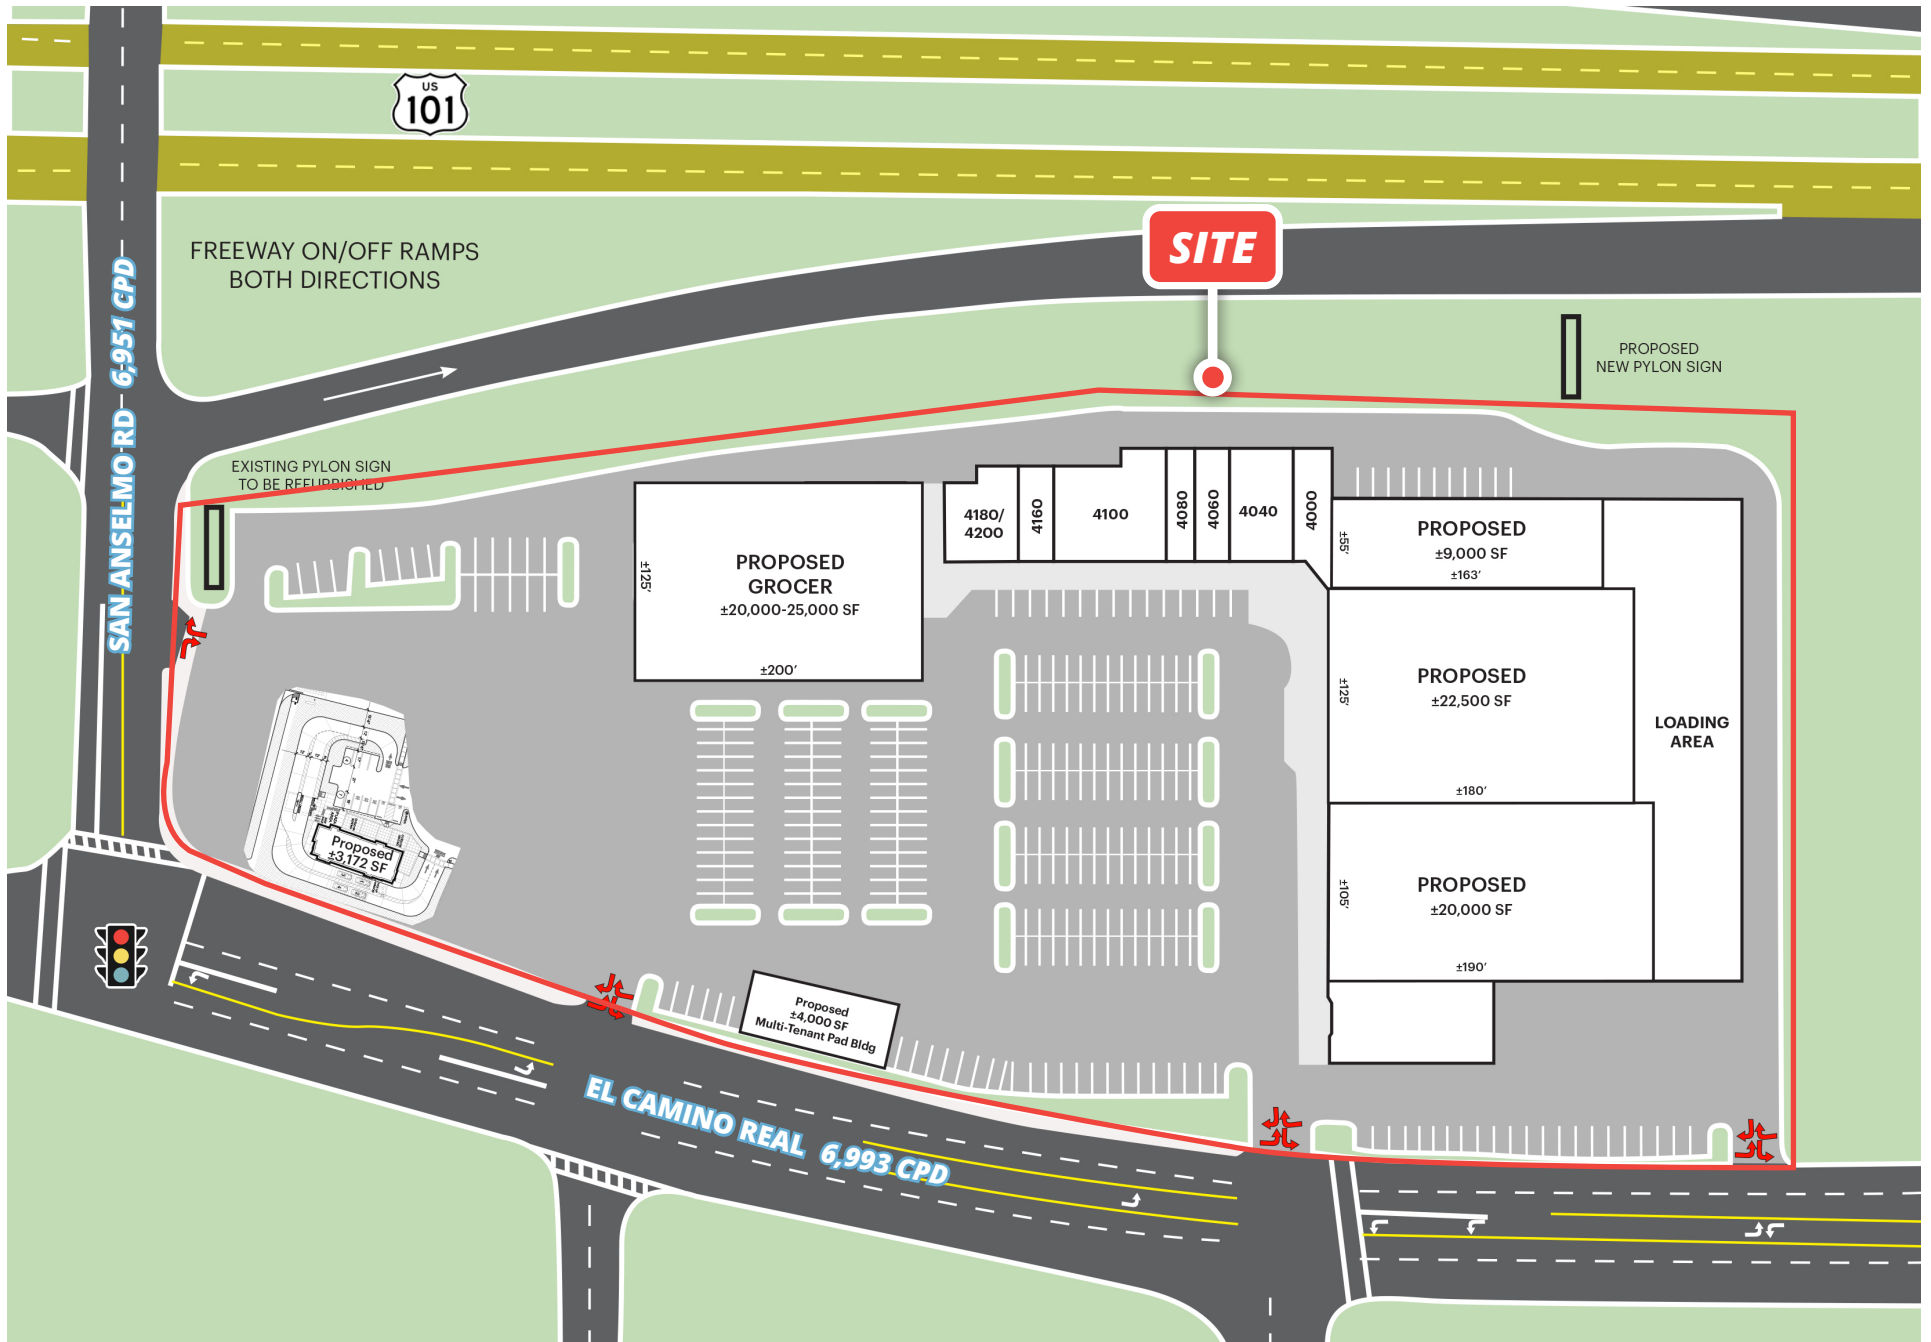 US
101
FREEWAY ON/OFF RAMPS
BOTH DIRECTIONS
SITE
SAN ANSELMO RD 6,951 CPD
PROPOSED
NEW PYLON SIGN
EXISTING PYLON SIGN
TO BE REFURBISHED
PROPOSED
GROCER
±20,000-25,000 SF
±125'
±200'
4180/
4200
4160
4100
4080
4060
4040
4000
PROPOSED
±9,000 SF
±163'
±55'
PROPOSED
±22,500 SF
±125'
±180'
LOADING
AREA
PROPOSED
±20,000 SF
±105'
±190'
Proposed
±3,172 SF
Proposed
±4,000 SF
Multi-Tenant Pad Bldg
EL CAMINO REAL 6,993 CPD